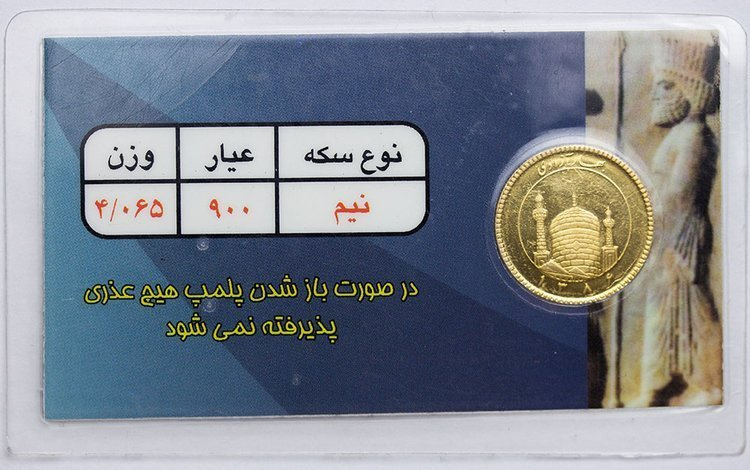 نوع سکه	عیار	وزن
نیم	۹۰۰	۴/۰۶۵
در صورت باز شدن پلمپ هیچ عذری
پذیرفته نمی شود